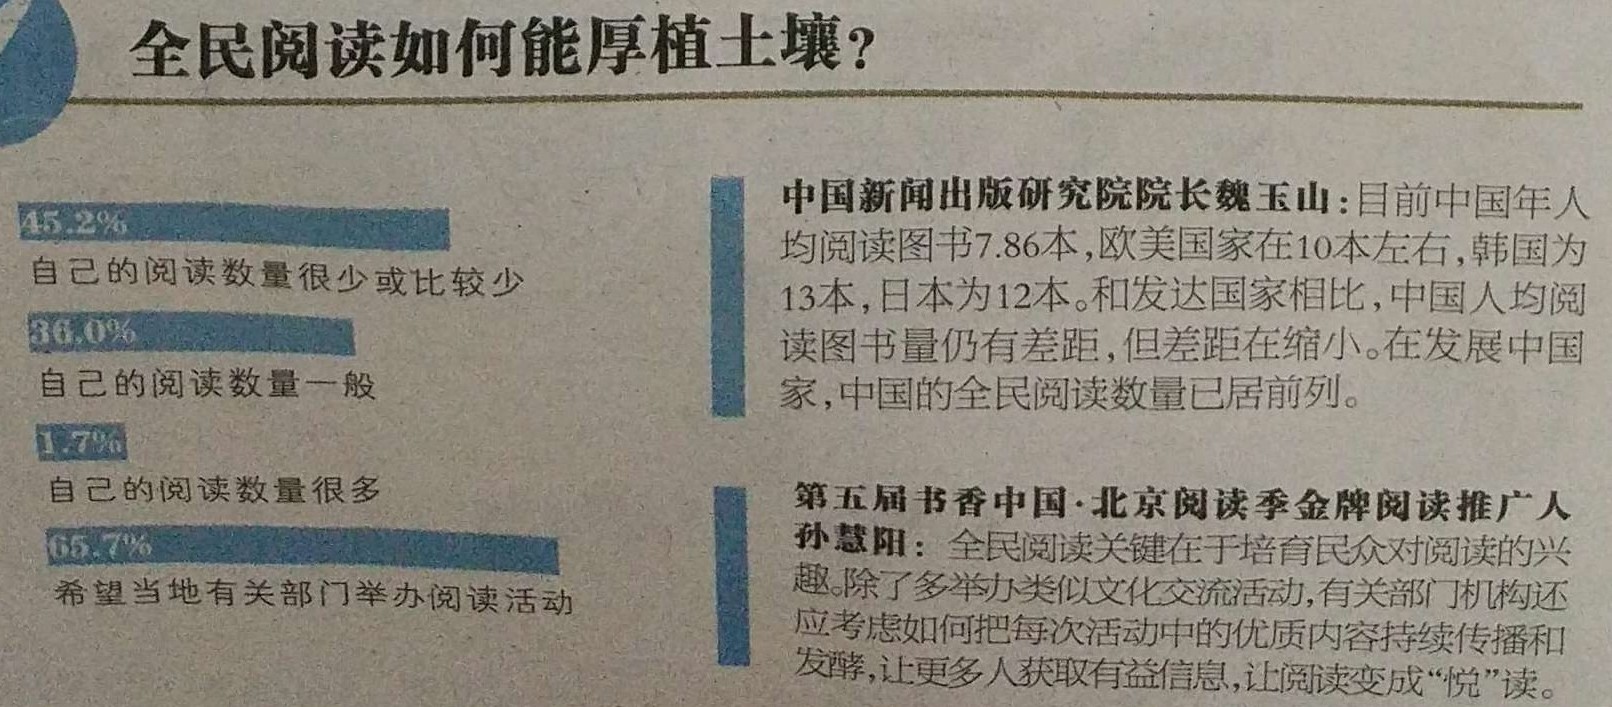 全民阅读如何能厚植土壤?
45.2%
自己的阅读数量很少或比较少
36.0%
自己的阅读数量一般
1.7%
自己的阅读数量很多
65.7%
希望当地有关部门举办阅读活动
中国新闻出版研究院院长魏玉山:目前中国年人
均阅读图书7.86本,欧美国家在10本左右,韩国为
13本,日本为12本。和发达国家相比,中国人均阅
读图书量仍有差距,但差距在缩小。在发展中国
家,中国的全民阅读数量已居前列。
第五届书香中国·北京阅读季金牌阅读推广人
孙慧阳:全民阅读关键在于培育民众对阅读的兴
趣。除了多举办类似文化交流活动,有关部门机构还
应考虑如何把每次活动中的优质内容持续传播和
发酵,让更多人获取有益信息,让阅读变成“悦”读。